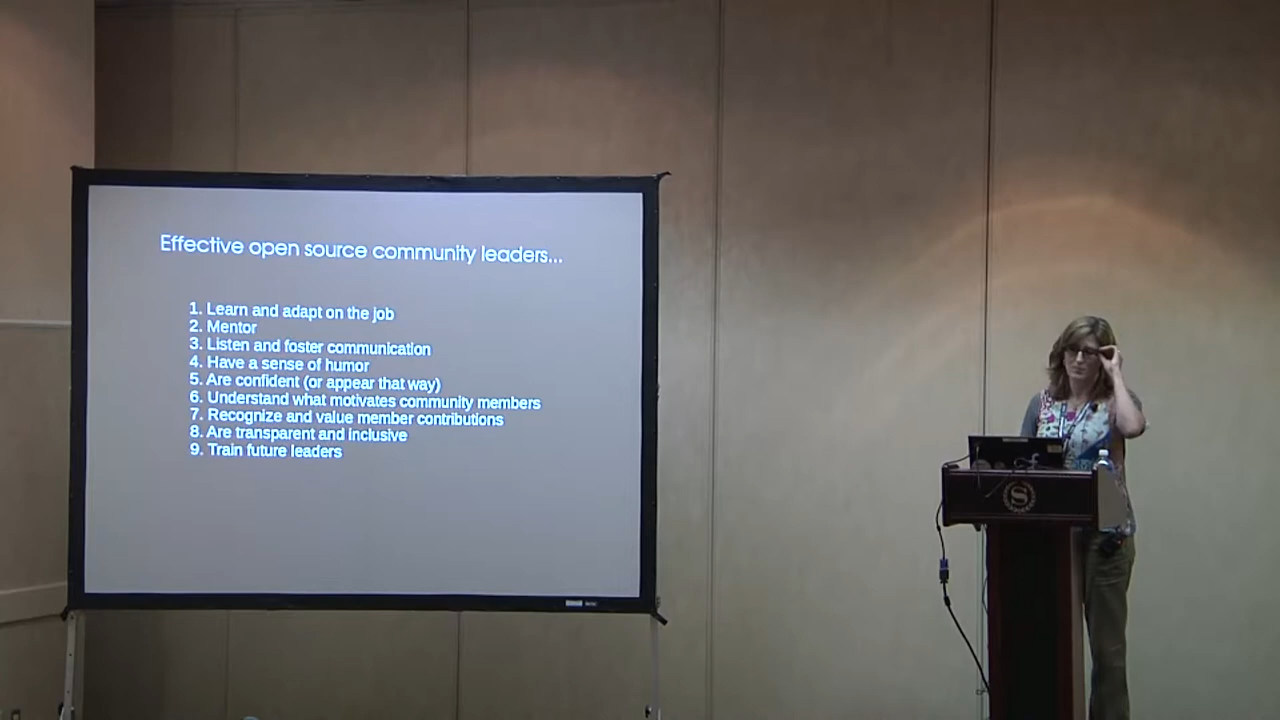 Effective open source community leaders...
1. Learn and adapt on the job
2. Mentor
3. Listen and foster communication
4. Have a sense of humor
5. Are confident (or appear that way)
6. Understand what motivates community members
7. Recognize and value member contributions
8. Are transparent and inclusive
9. Train future leaders
S